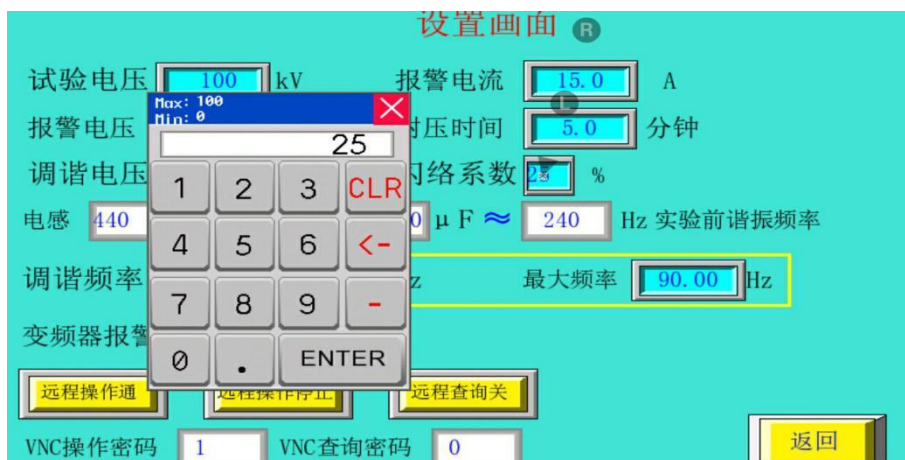 设置画面 R
试验电压 100 kV 报警电流 15.0 A
Max: 100
Min: 0
报警电压 耐压时间 5.0 分钟
25
调谐电压 闪络系数 % 
1 2 3 CLR
电感 440 0 μF ≈ 240 Hz 实验前谐振频率
4 5 6 <-
调谐频率 z 最大频率 90.00 Hz
7 8 9 -
变频器报警
0 . ENTER
远程操作通 远程操作停止 远程查询关
VNC操作密码 1 VNC查询密码 0 返回